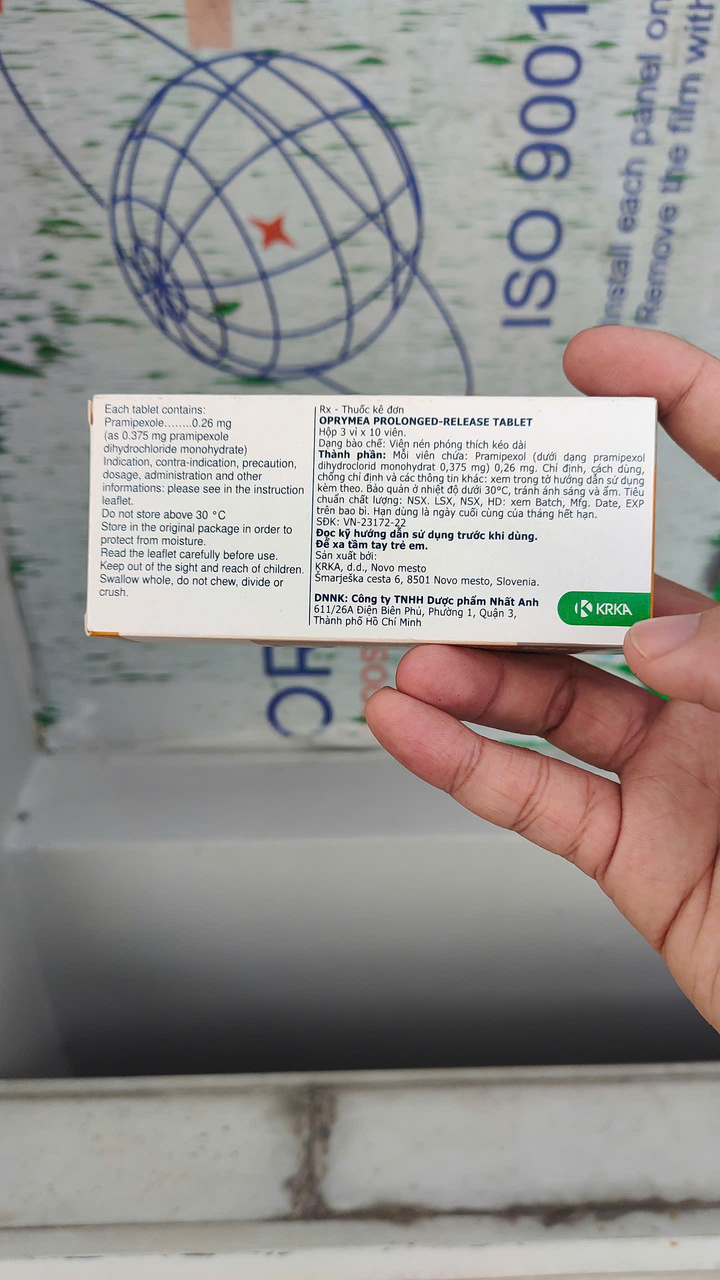 ISO 9001
Install each panel on
Remove the film with
Each tablet contains:
Pramipexole........0.26 mg
(as 0.375 mg pramipexole
dihydrochloride monohydrate)
Indication, contra-indication, precaution,
dosage, administration and other
informations: please see in the instruction
leaflet.
Do not store above 30 °C
Store in the original package in order to
protect from moisture.
Read the leaflet carefully before use.
Keep out of the sight and reach of children.
Swallow whole, do not chew, divide or
crush.
Rx - Thuốc kê đơn
OPRYMEA PROLONGED-RELEASE TABLET
Hộp 3 vỉ x 10 viên.
Dạng bào chế: Viên nén phóng thích kéo dài
Thành phần: Mỗi viên chứa: Pramipexol (dưới dạng pramipexol
dihydroclorid monohydrat 0,375 mg) 0,26 mg. Chỉ định, cách dùng,
chống chỉ định và các thông tin khác: xem trong tờ hướng dẫn sử dụng
kèm theo. Bảo quản ở nhiệt độ dưới 30°C, tránh ánh sáng và ẩm. Tiêu
chuẩn chất lượng: NSX. LSX, NSX, HD: xem Batch, Mfg. Date, EXP
trên bao bì. Hạn dùng là ngày cuối cùng của tháng hết hạn.
SĐK: VN-23172-22
Đọc kỹ hướng dẫn sử dụng trước khi dùng.
Để xa tầm tay trẻ em.
Sản xuất bởi:
KRKA, d.d., Novo mesto
Šmarješka cesta 6, 8501 Novo mesto, Slovenia.
DNNK: Công ty TNHH Dược phẩm Nhất Anh
611/26A Điện Biên Phủ, Phường 1, Quận 3,
Thành phố Hồ Chí Minh
KRKA